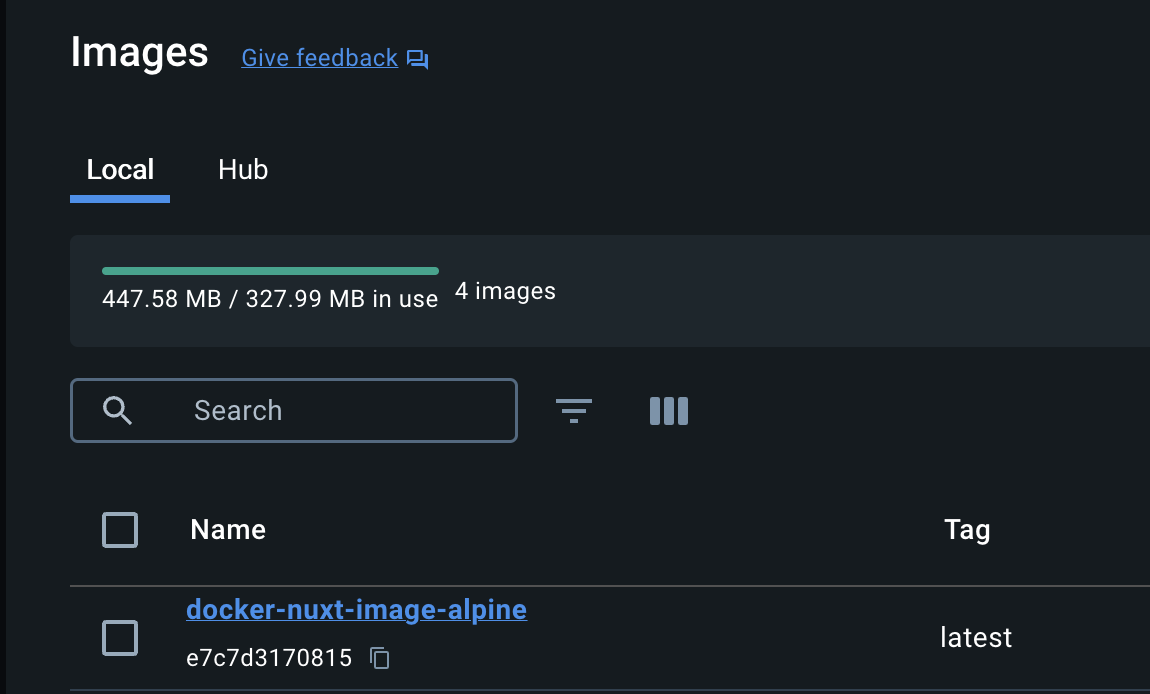 Images Give feedback
Local Hub
447.58 MB / 327.99 MB in use 4 images
Search
Name Tag
docker-nuxt-image-alpine
e7c7d3170815 latest